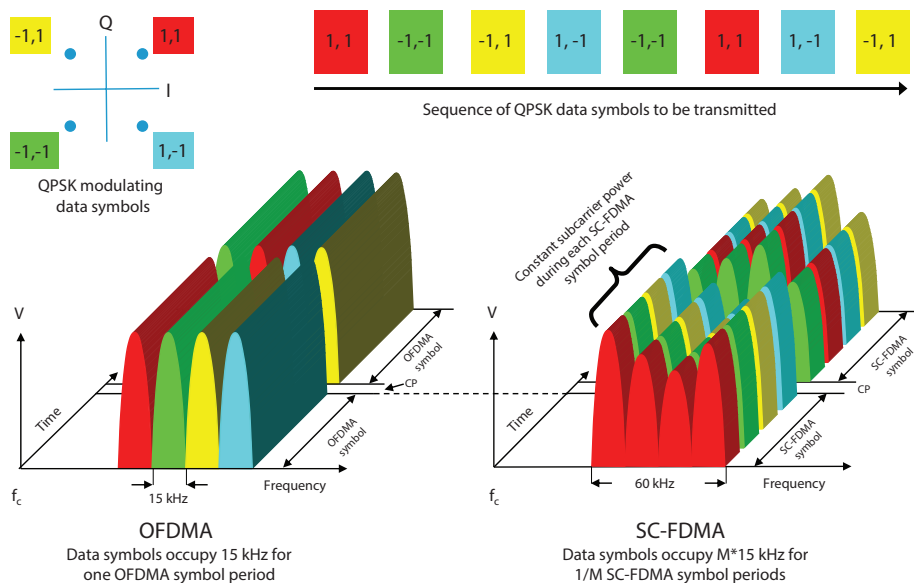 -1,1
Q
1,1
I
-1,-1
1,-1
QPSK modulating
data symbols
1, 1
-1,-1
-1, 1
1, -1
-1,-1
1, 1
1, -1
-1, 1
Sequence of QPSK data symbols to be transmitted
V
Time
OFDMA
symbol
CP
OFDMA
symbol
fc
15 kHz
Frequency
OFDMA
Data symbols occupy 15 kHz for
one OFDMA symbol period
Constant subcarrier power
during each SC-FDMA
symbol period
V
Time
SC-FDMA
symbol
CP
SC-FDMA
symbol
fc
60 kHz
Frequency
SC-FDMA
Data symbols occupy M*15 kHz for
1/M SC-FDMA symbol periods